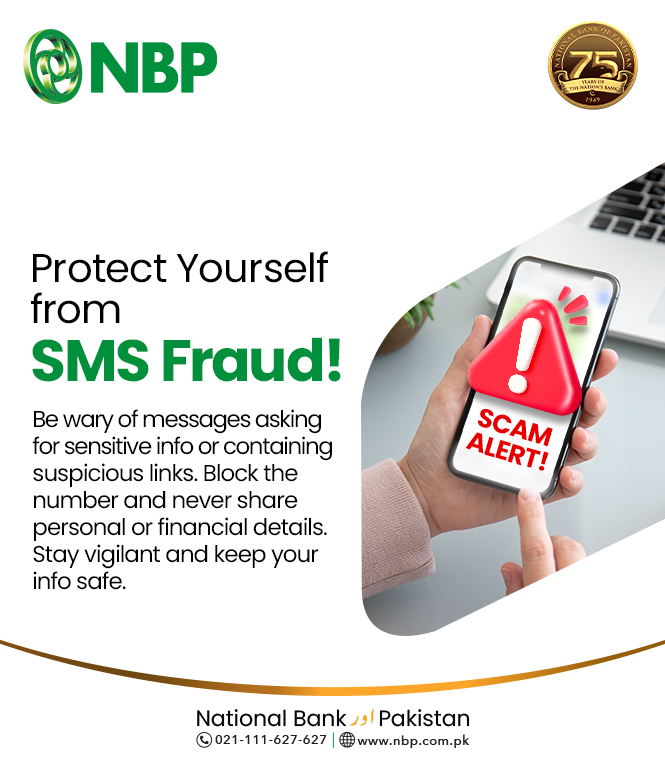 NBP
NATIONAL BANK OF PAKISTAN
75
YEARS OF
THE NATION'S BANK
1949
Protect Yourself
from
SMS Fraud!
Be wary of messages asking
for sensitive info or containing
suspicious links. Block the
number and never share
personal or financial details.
Stay vigilant and keep your
info safe.
!
SCAM
ALERT!
National Bank اور Pakistan
021-111-627-627 | www.nbp.com.pk